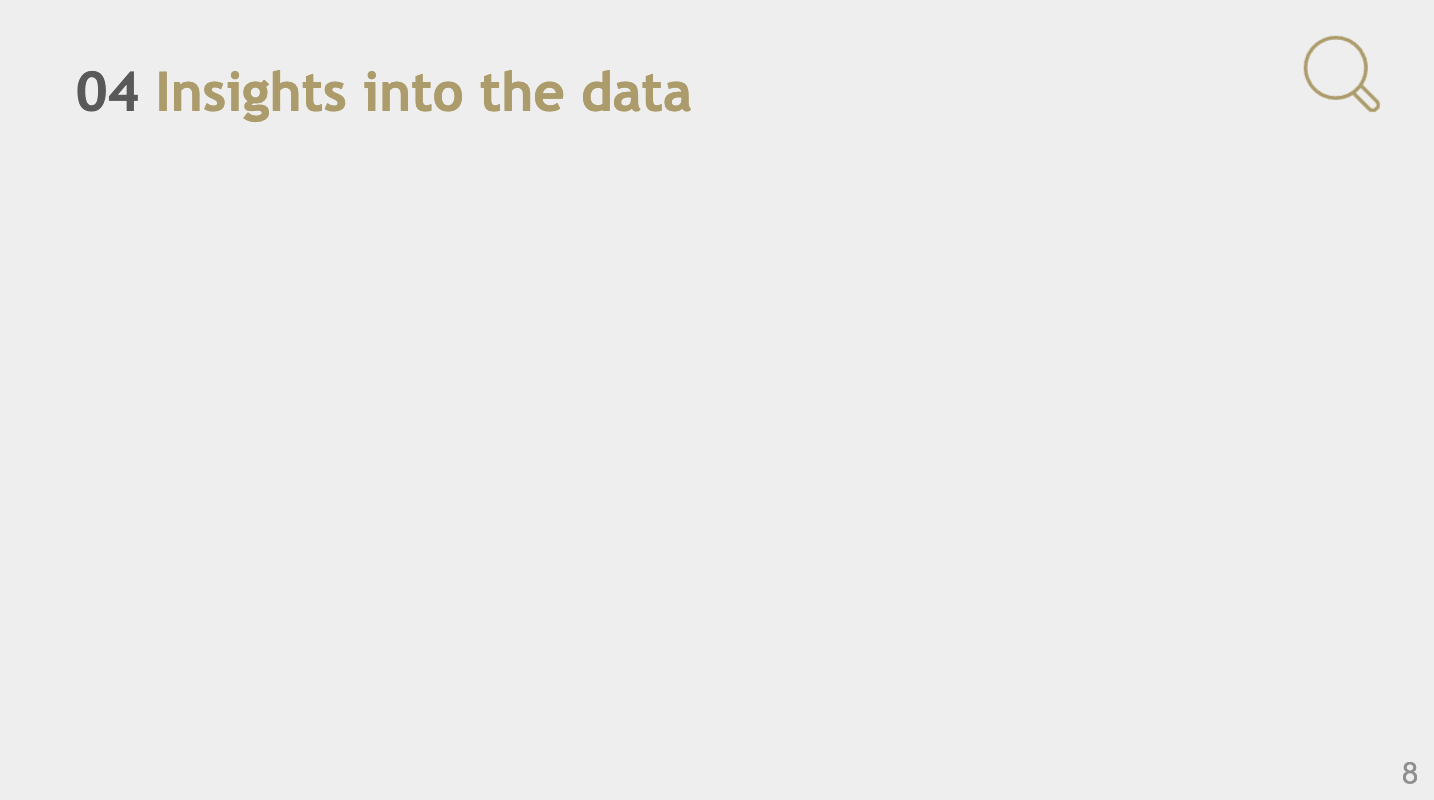 04 Insights into the data
8